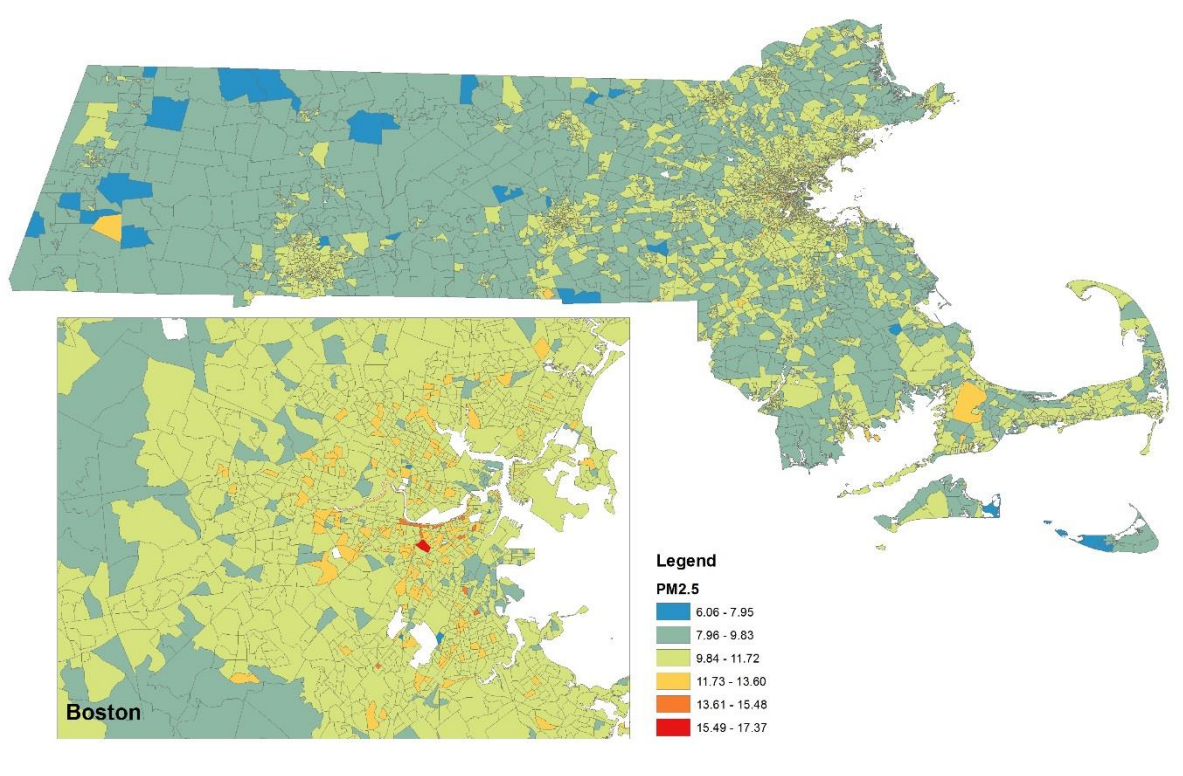 Boston
Legend
PM2.5
6.06 - 7.95
7.96 - 9.83
9.84 - 11.72
11.73 - 13.60
13.61 - 15.48
15.49 - 17.37